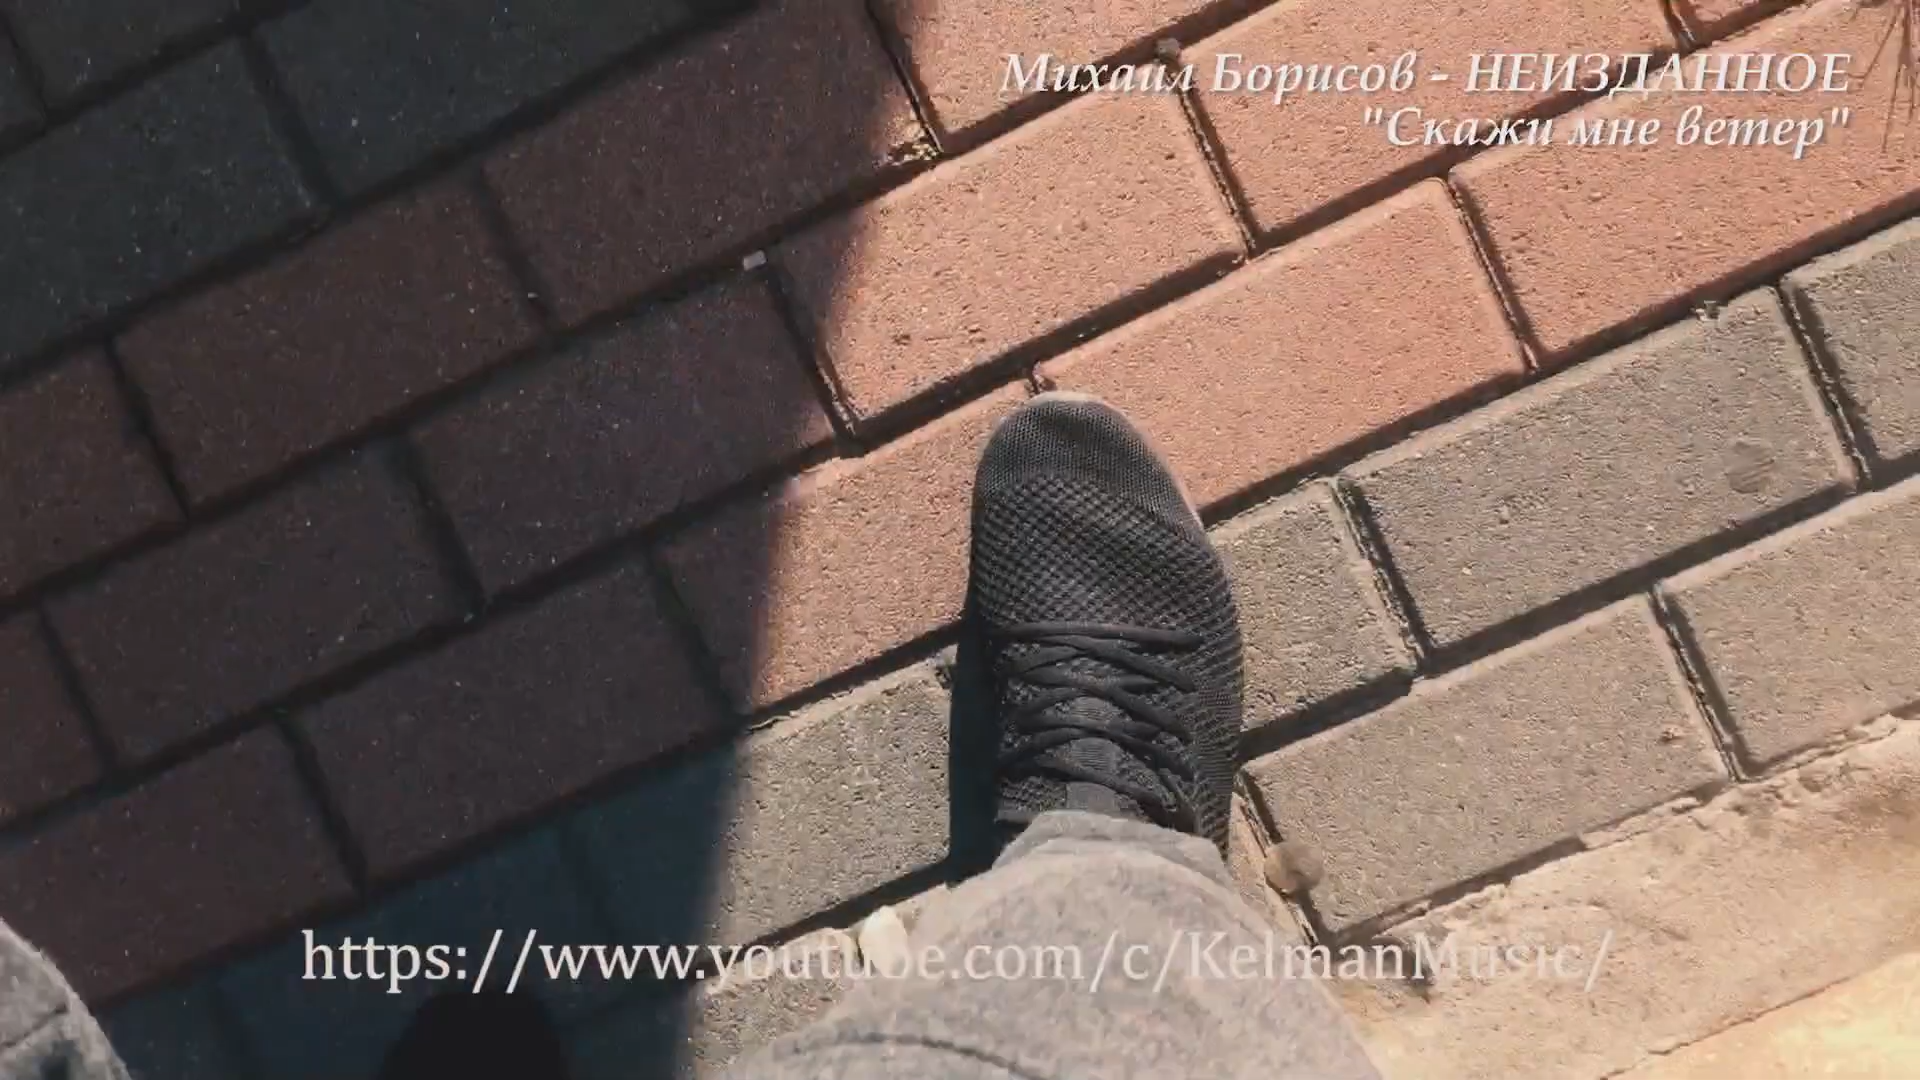 Михаил Борисов - НЕИЗДАННОЕ
"Скажи мне ветер"
https://www.youtube.com/c/KelmanMusic/